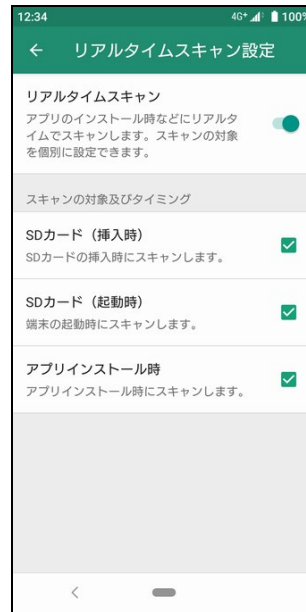 12:34 4G+ 100%
リアルタイムスキャン設定
リアルタイムスキャン
アプリのインストール時などにリアルタ
イムでスキャンします。スキャンの対象
を個別に設定できます。
スキャンの対象及びタイミング
SDカード（挿入時）
SDカードの挿入時にスキャンします。
SDカード（起動時）
端末の起動時にスキャンします。
アプリインストール時
アプリインストール時にスキャンします。